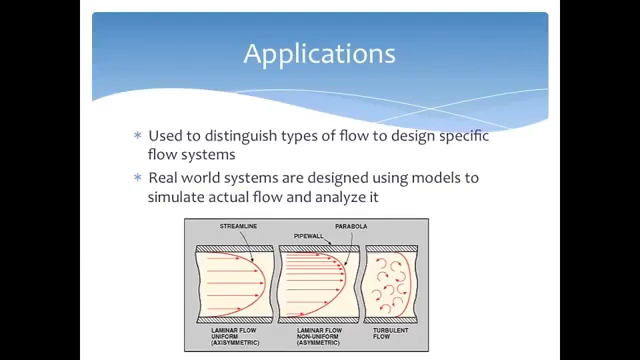 Applications
* Used to distinguish types of flow to design specific
flow systems
* Real world systems are designed using models to
simulate actual flow and analyze it
STREAMLINE
PIPEWALL
PARABOLA
LAMINAR FLOW
UNIFORM
(AXISYMMETRIC)
LAMINAR FLOW
NON-UNIFORM
(ASYMMETRIC)
TURBULENT
FLOW